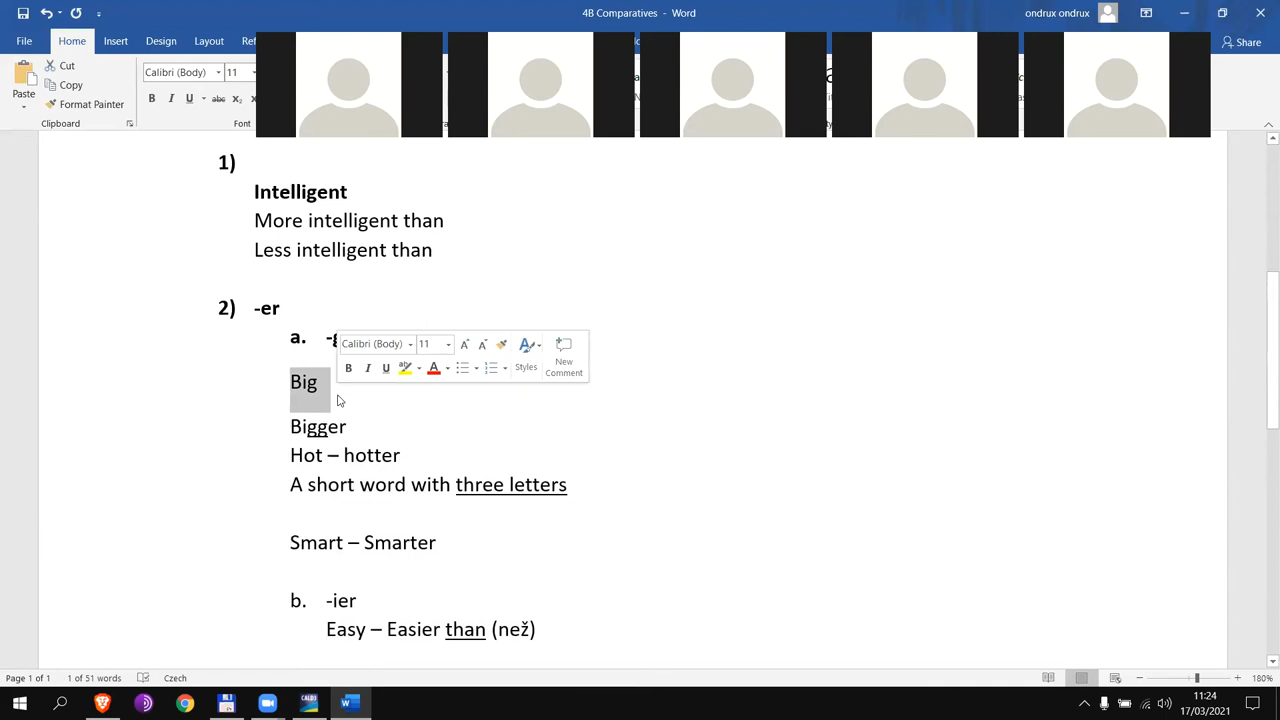 4B Comparatives - Word
ondrux ondrux
File
Home
Insert
Draw
Design
Layout
Share
Paste
Cut
Copy
Format Painter
Calibri (Body)
11
B I U abc x₂
Clipboard
Font
1)
Intelligent
More intelligent than
Less intelligent than
2) -er
a. -g
Calibri (Body) 11
B I U
Styles
New
Comment
Big
Bigger
Hot – hotter
A short word with three letters
Smart – Smarter
b. -ier
Easy – Easier than (než)
Page 1 of 1
1 of 51 words
Czech
180%
11:24
17/03/2021